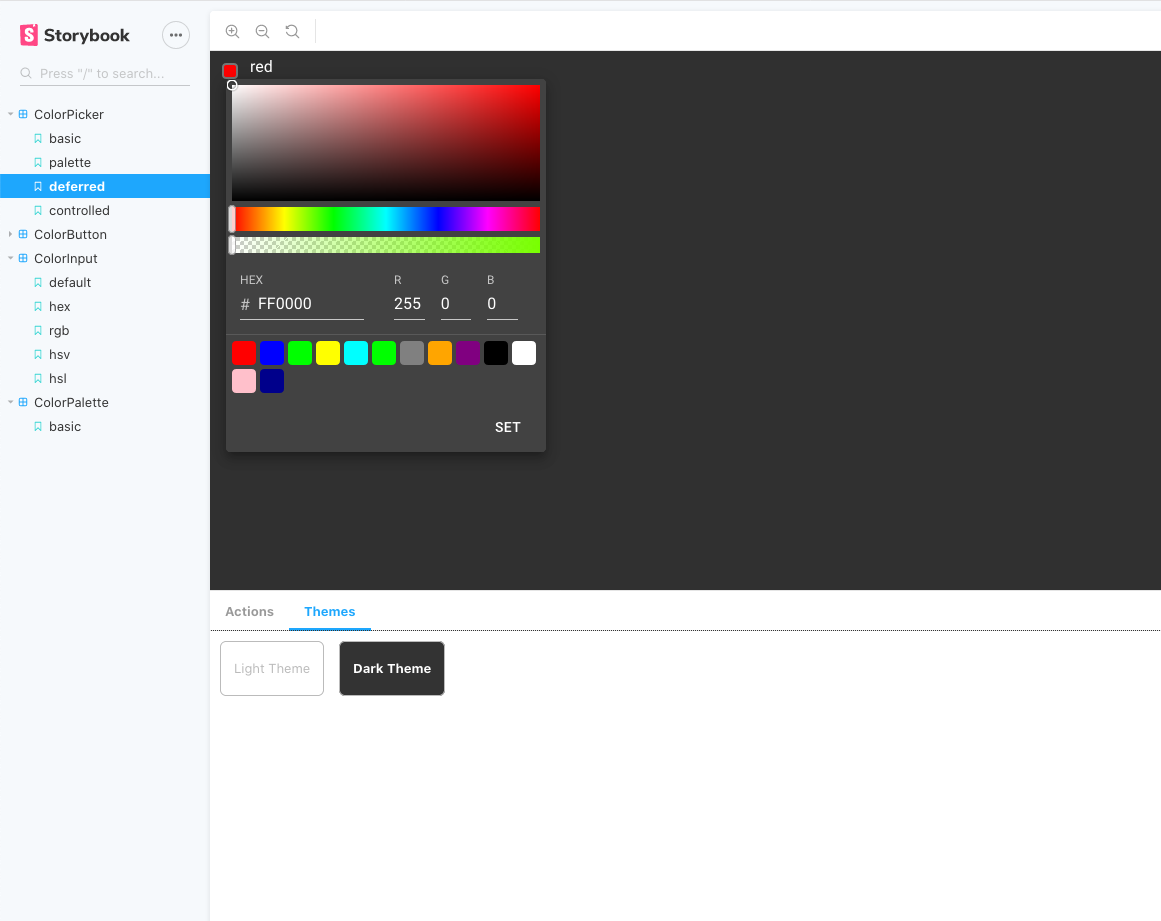 Storybook
Press "/" to search...
ColorPicker
basic
palette
deferred
controlled
ColorButton
ColorInput
default
hex
rgb
hsv
hsl
ColorPalette
basic
red
HEX R G B
# FF0000 255 0 0
SET
Actions Themes
Light Theme Dark Theme